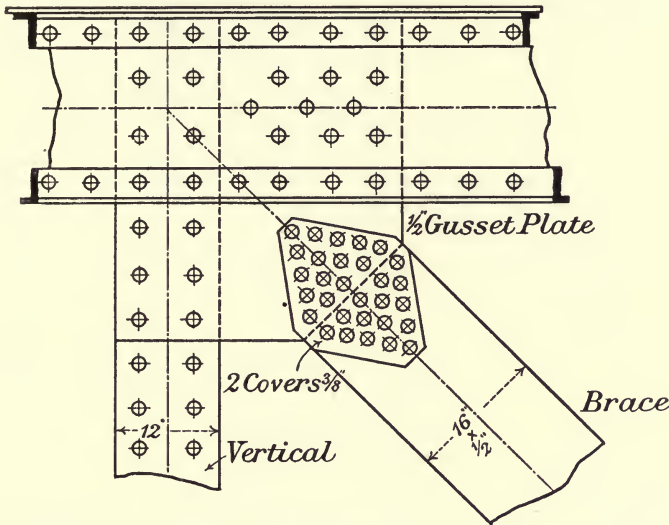 ½" Gusset Plate
2 Covers ⅜"
Brace
16" × ½"
12"
Vertical